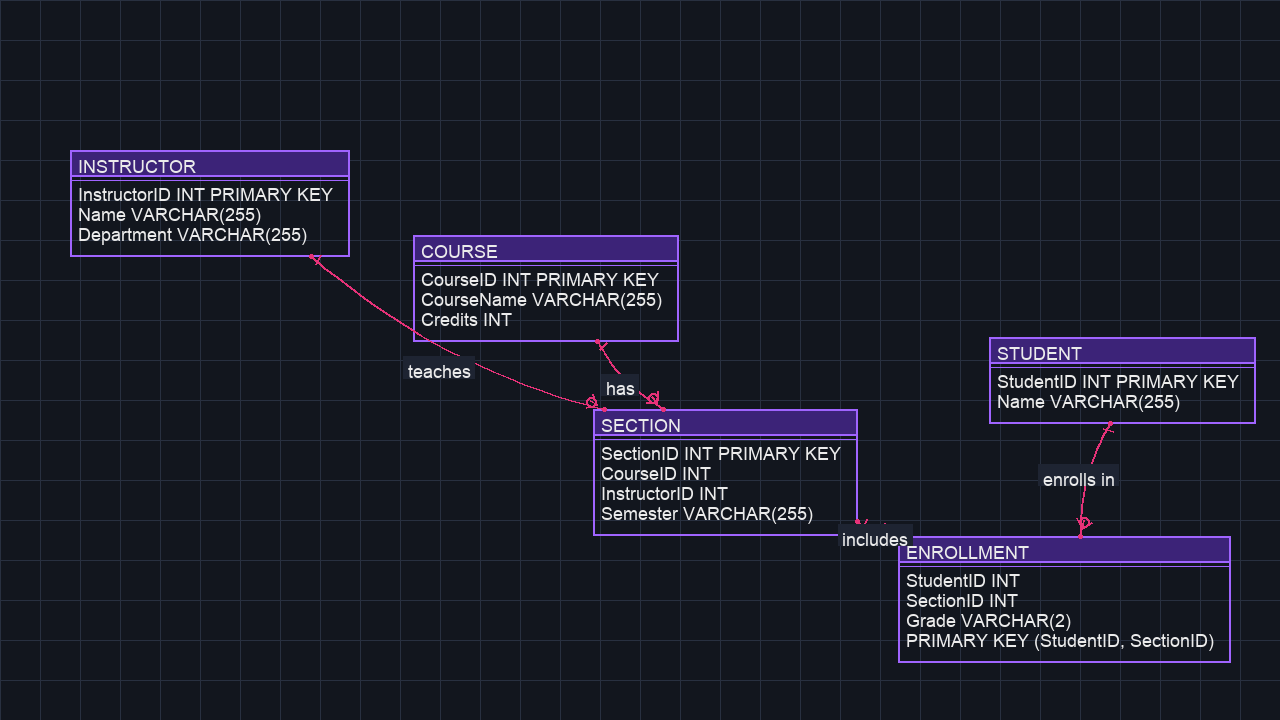 INSTRUCTOR
InstructorID INT PRIMARY KEY
Name VARCHAR(255)
Department VARCHAR(255)
COURSE
CourseID INT PRIMARY KEY
CourseName VARCHAR(255)
Credits INT
teaches
has
STUDENT
StudentID INT PRIMARY KEY
Name VARCHAR(255)
SECTION
SectionID INT PRIMARY KEY
CourseID INT
InstructorID INT
Semester VARCHAR(255)
enrolls in
includes
ENROLLMENT
StudentID INT
SectionID INT
Grade VARCHAR(2)
PRIMARY KEY (StudentID, SectionID)